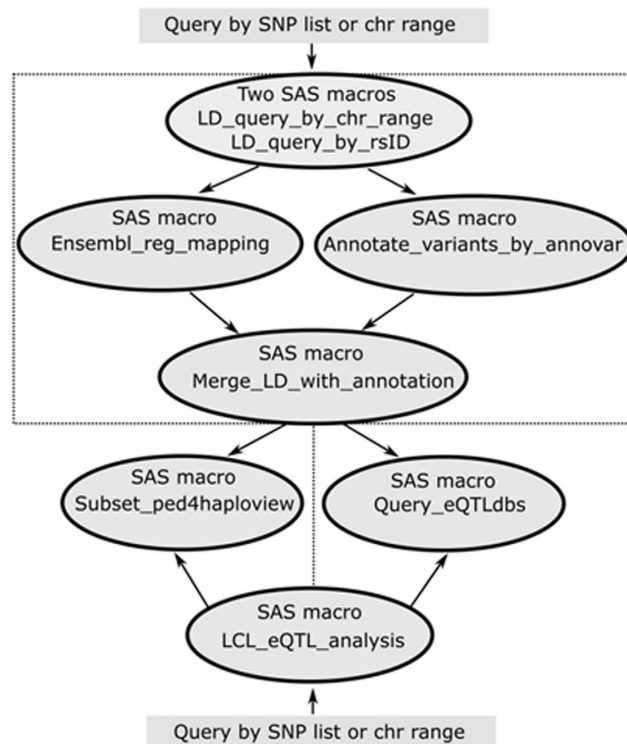 Query by SNP list or chr range
Two SAS macros
LD_query_by_chr_range
LD_query_by_rsID
SAS macro
Ensembl_reg_mapping
SAS macro
Annotate_variants_by_annovar
SAS macro
Merge_LD_with_annotation
SAS macro
Subset_ped4haploview
SAS macro
Query_eQTLdbs
SAS macro
LCL_eQTL_analysis
Query by SNP list or chr range